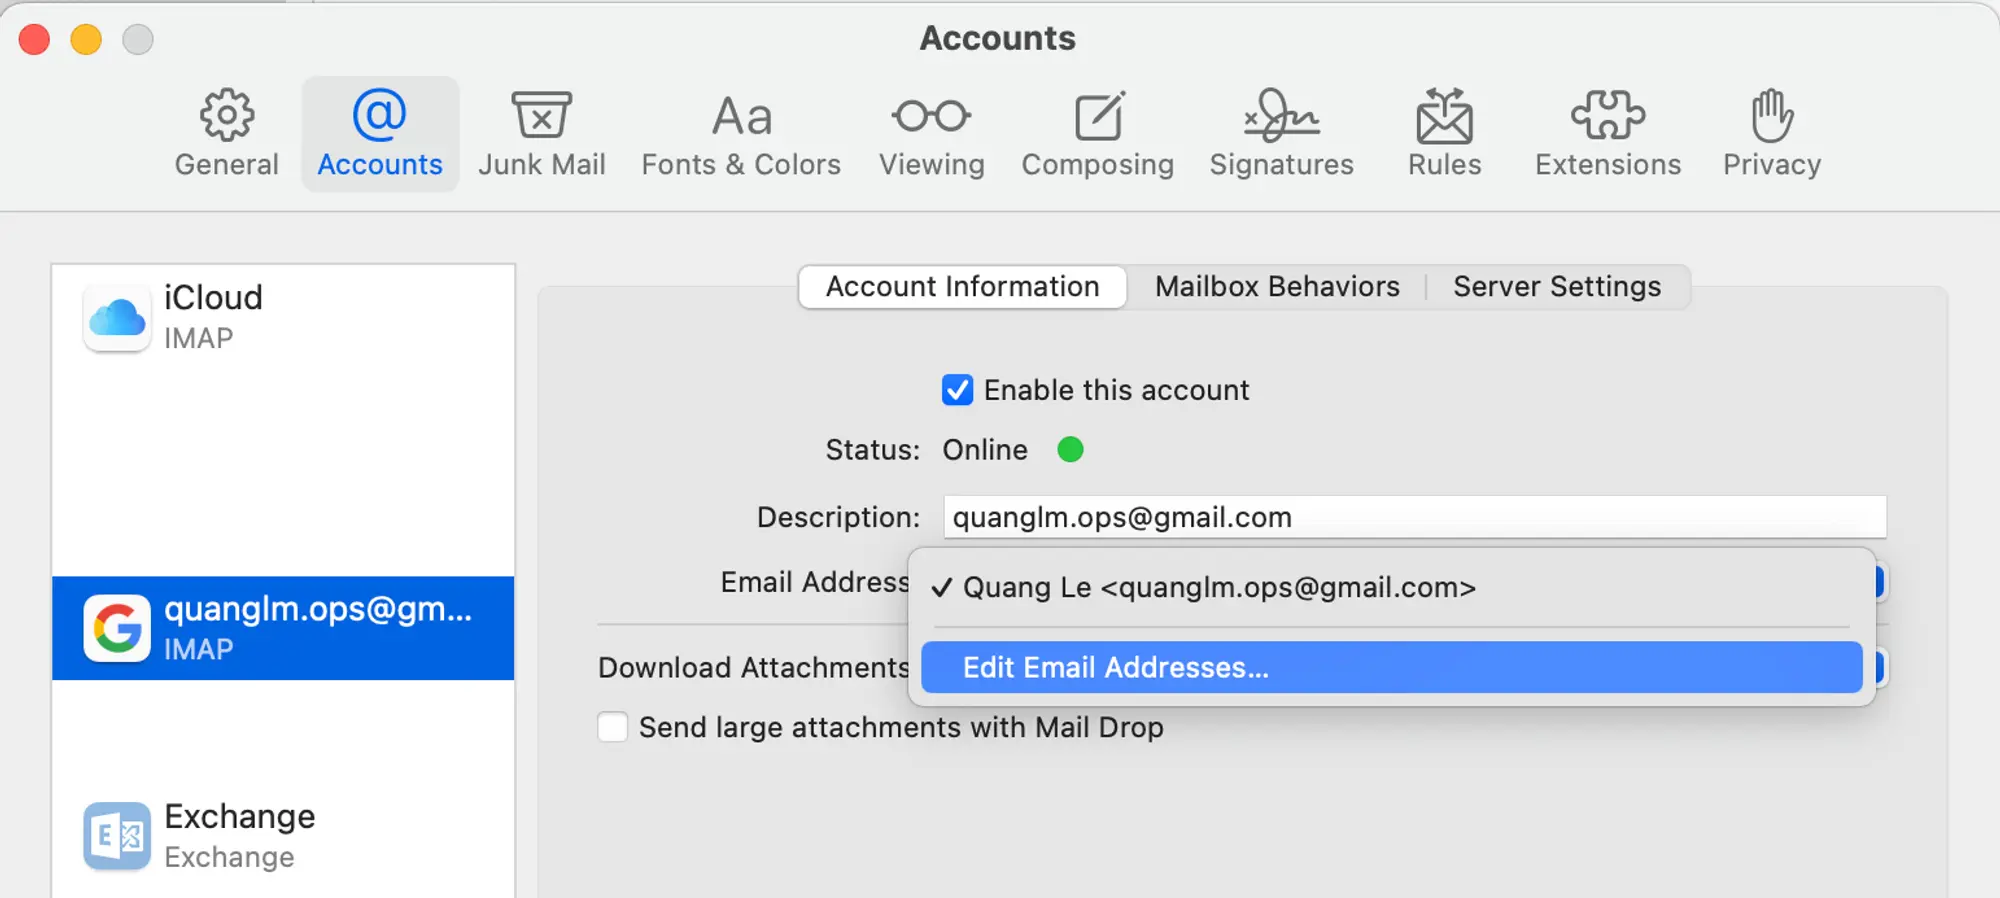 Accounts
General
Accounts
Junk Mail
Aa
Fonts & Colors
Viewing
Composing
Signatures
Rules
Extensions
Privacy
iCloud
IMAP
quanglm.ops@gm...
IMAP
Exchange
Exchange
Account Information
Mailbox Behaviors
Server Settings
Enable this account
Status: Online
Description: quanglm.ops@gmail.com
Email Address
✓ Quang Le <quanglm.ops@gmail.com>
Edit Email Addresses...
Download Attachments
Send large attachments with Mail Drop